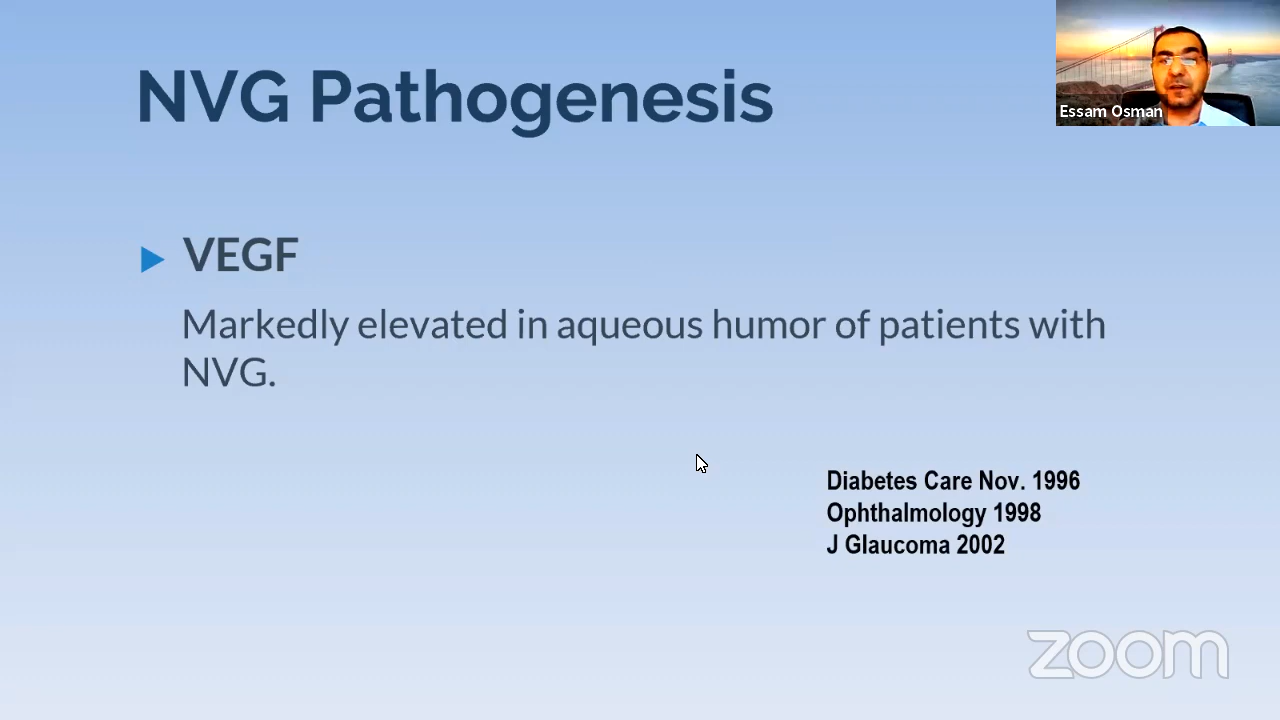 NVG Pathogenesis
Essam Osman
VEGF
Markedly elevated in aqueous humor of patients with
NVG.
Diabetes Care Nov. 1996
Ophthalmology 1998
J Glaucoma 2002
zoom